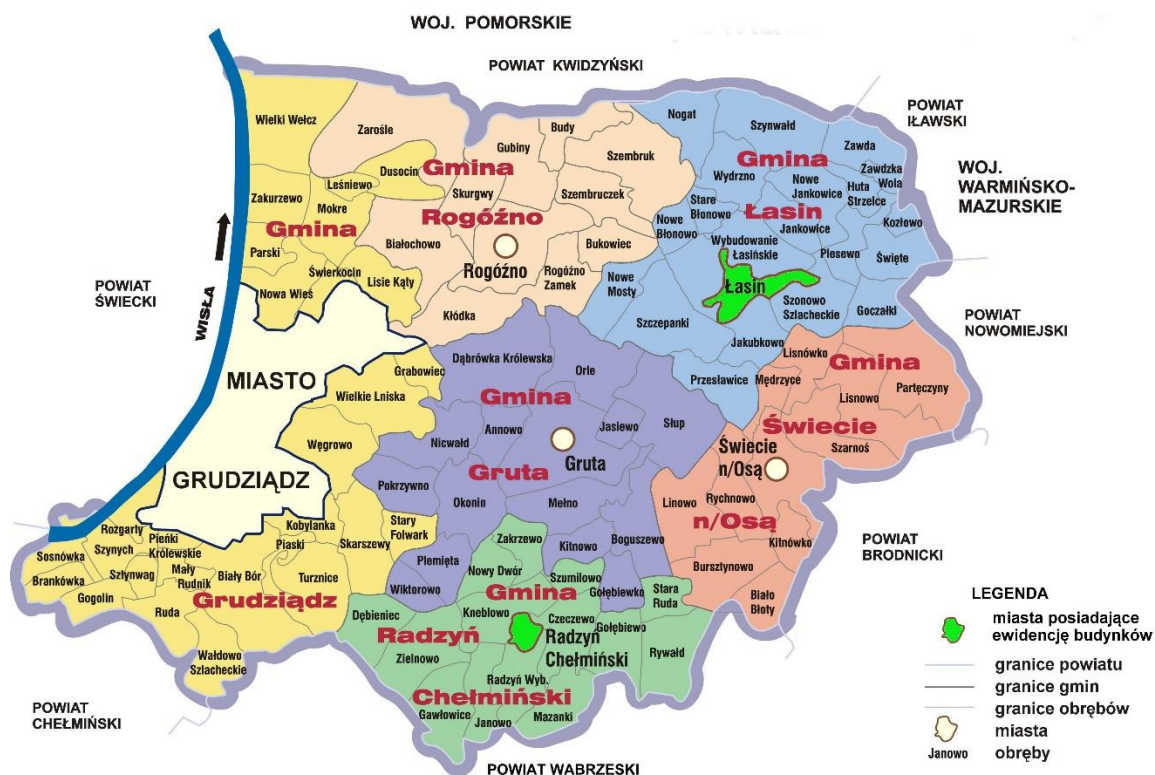 WOJ. POMORSKIE
POWIAT KWIDZYŃSKI
POWIAT
IŁAWSKI
WOJ.
WARMIŃSKO-
MAZURSKIE
POWIAT
ŚWIECKI
POWIAT
NOWOMIEJSKI
POWIAT
BRODNICKI
POWIAT
CHEŁMIŃSKI
POWIAT WĄBRZESKI
WISŁA
Wielki Wełcz
Zakurzewo
Leśniewo
Dusocin
Mokre
Gmina
Parski
Świerkocin
Nowa Wieś
Lisie Kąty
MIASTO
GRUDZIĄDZ
Grabowiec
Wielkie Lniska
Węgrowo
Stary
Folwark
Skarszewy
Kobylanka
Piaski
Rozgarty
Pieńki
Królewskie
Sosnówka
Szynych
Brankówka
Sztynwag
Mały
Rudnik
Biały Bór
Turznice
Gogolin
Ruda
Grudziądz
Wałdowo
Szlacheckie
Zarośle
Gubiny
Budy
Szembruk
Gmina
Skurgwy
Szembruczek
Rogóźno
Białochowo
Rogóźno
Bukowiec
Rogóźno
Zamek
Kłódka
Nogat
Szynwałd
Zawda
Gmina
Zawdzka
Wola
Wydrzno
Nowe
Jankowice
Huta
Strzelce
Stare
Błonowo
Łasin
Kozłowo
Nowe
Błonowo
Jankowice
Wybudowanie
Łasińskie
Plesewo
Święte
Nowe
Mosty
Łasin
Szonowo
Szlacheckie
Goczałki
Szczepanki
Jakubkowo
Przesławice
Dąbrówka Królewska
Orle
Gmina
Annowo
Jasiewo
Słup
Nicwałd
Gruta
Gruta
Pokrzywno
Okonin
Mełno
Boguszewo
Plemięta
Kitnowo
Wiktorowo
Gołębiewko
Lisnówko
Gmina
Mędrzyce
Partęczyny
Lisnowo
Świecie
Świecie
n/Osą
Szarnoś
Linowo
Rychnowo
n/Osą
Kitnówko
Bursztynowo
Biało
Błoty
Zakrzewo
Nowy Dwór
Szumiłowo
Gmina
Stara
Ruda
Dębieniec
Kneblowo
Czeczewo
Gołębiewo
Radzyń
Radzyń
Chełmiński
Zielnowo
Rywałd
Radzyń Wyb.
Chełmiński
Gawłowice
Janowo
Mazanki
LEGENDA
miasta posiadające
ewidencję budynków
granice powiatu
granice gmin
granice obrębów
miasta
Janowo
obręby